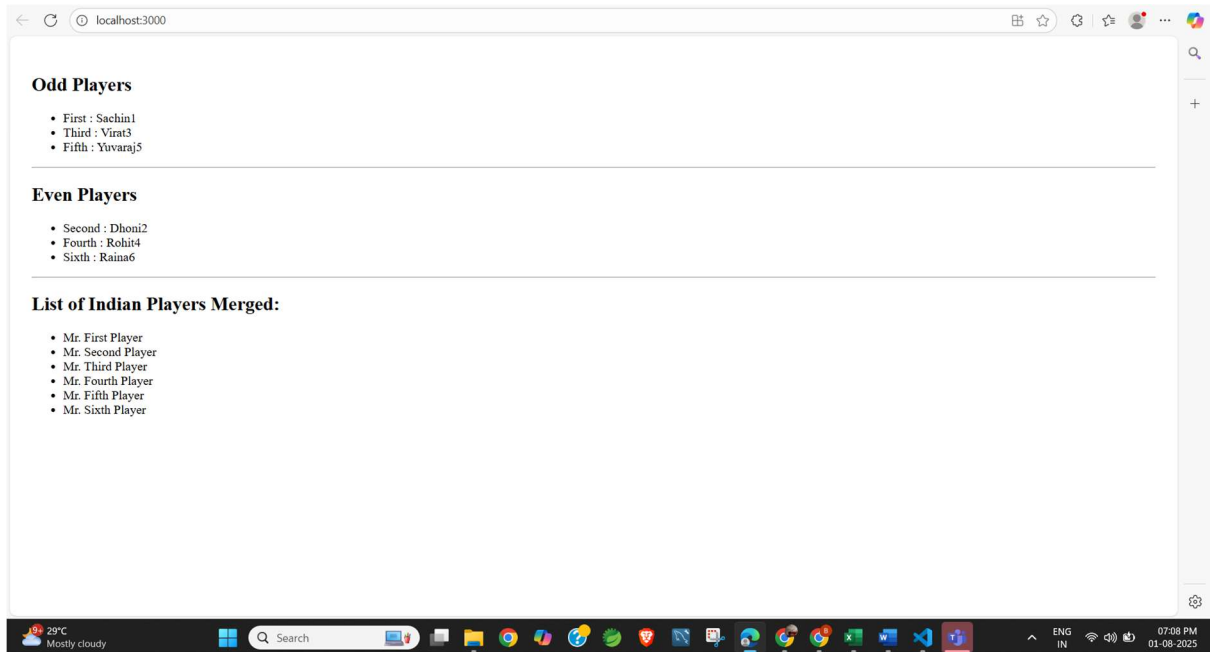 localhost:3000
Odd Players
First : Sachin1
Third : Virat3
Fifth : Yuvaraj5
Even Players
Second : Dhoni2
Fourth : Rohit4
Sixth : Raina6
List of Indian Players Merged:
Mr. First Player
Mr. Second Player
Mr. Third Player
Mr. Fourth Player
Mr. Fifth Player
Mr. Sixth Player
9+
29°C
Mostly cloudy
Search
ENG
IN
07:08 PM
01-08-2025